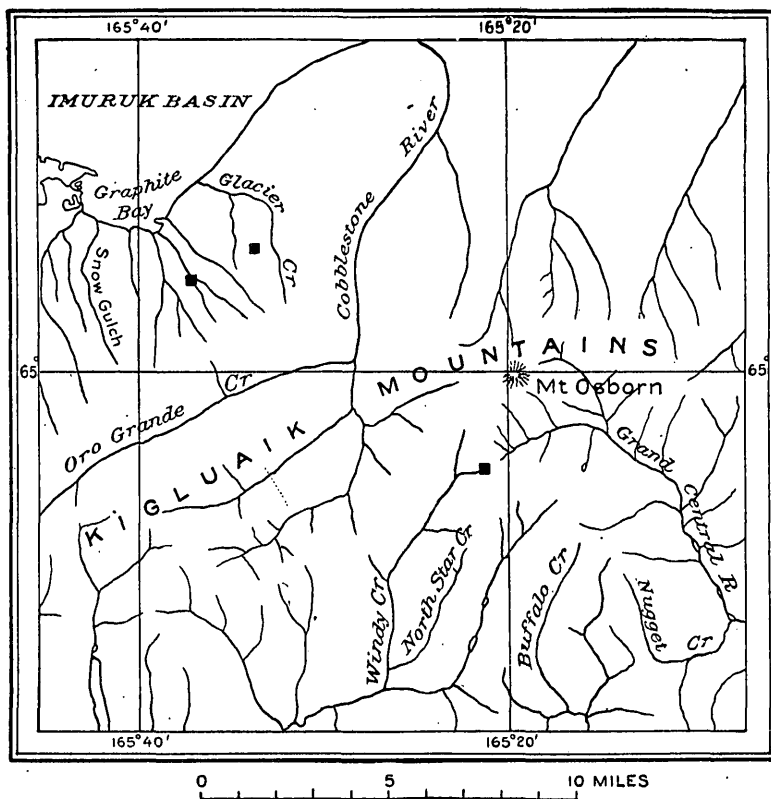 165°40' 165°20'
IMURUK BASIN
Graphite Bay
Glacier Cr
Snow Gulch
Cobblestone River
65° 65°
Oro Grande Cr
KIGLUAIK MOUNTAINS
Mt Osborn
Grand Central R
Windy Cr
North Star Cr
Buffalo Cr
Nugget Cr
165°40' 165°20'
0 5 10 MILES